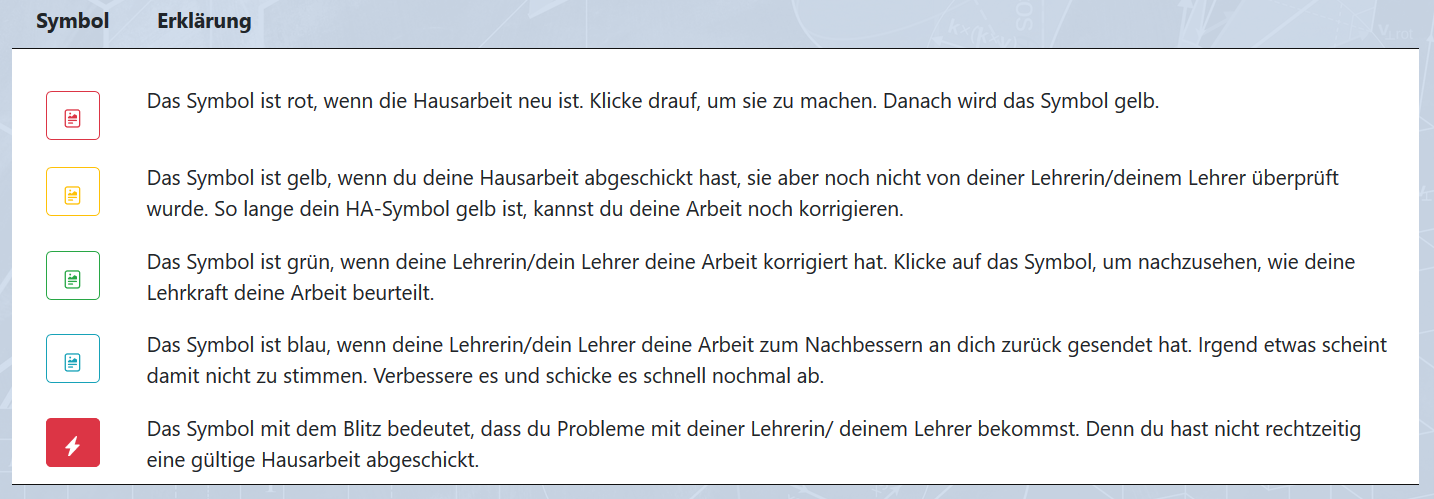 Symbol Erklärung
Das Symbol ist rot, wenn die Hausarbeit neu ist. Klicke drauf, um sie zu machen. Danach wird das Symbol gelb.
Das Symbol ist gelb, wenn du deine Hausarbeit abgeschickt hast, sie aber noch nicht von deiner Lehrerin/deinem Lehrer überprüft
wurde. So lange dein HA-Symbol gelb ist, kannst du deine Arbeit noch korrigieren.
Das Symbol ist grün, wenn deine Lehrerin/dein Lehrer deine Arbeit korrigiert hat. Klicke auf das Symbol, um nachzusehen, wie deine
Lehrkraft deine Arbeit beurteilt.
Das Symbol ist blau, wenn deine Lehrerin/dein Lehrer deine Arbeit zum Nachbessern an dich zurück gesendet hat. Irgend etwas scheint
damit nicht zu stimmen. Verbessere es und schicke es schnell nochmal ab.
Das Symbol mit dem Blitz bedeutet, dass du Probleme mit deiner Lehrerin/ deinem Lehrer bekommst. Denn du hast nicht rechtzeitig
eine gültige Hausarbeit abgeschickt.